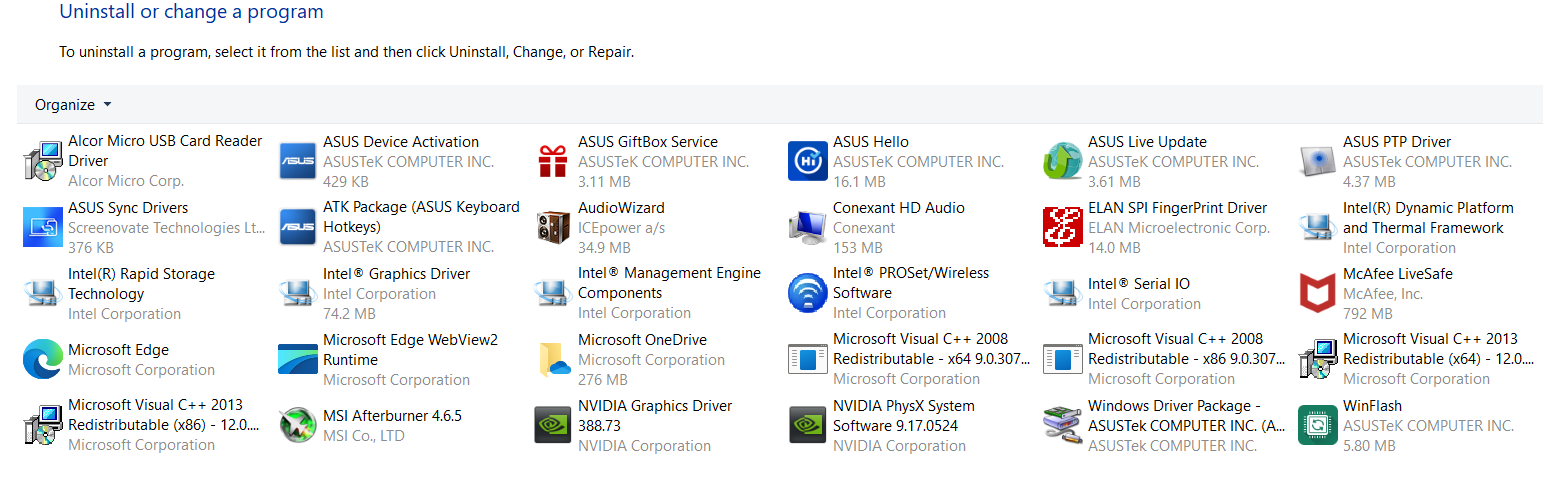 Uninstall or change a program
To uninstall a program, select it from the list and then click Uninstall, Change, or Repair.
Organize
Alcor Micro USB Card Reader
Driver
Alcor Micro Corp.
ASUS Device Activation
ASUSTeK COMPUTER INC.
429 KB
ASUS GiftBox Service
ASUSTeK COMPUTER INC.
3.11 MB
ASUS Hello
ASUSTeK COMPUTER INC.
16.1 MB
ASUS Live Update
ASUSTeK COMPUTER INC.
3.61 MB
ASUS PTP Driver
ASUSTek COMPUTER INC.
4.37 MB
ASUS Sync Drivers
Screenovate Technologies Lt...
376 KB
ATK Package (ASUS Keyboard
Hotkeys)
ASUSTeK COMPUTER INC.
AudioWizard
ICEpower a/s
34.9 MB
Conexant HD Audio
Conexant
153 MB
ELAN SPI FingerPrint Driver
ELAN Microelectronic Corp.
14.0 MB
Intel(R) Dynamic Platform
and Thermal Framework
Intel Corporation
Intel(R) Rapid Storage
Technology
Intel Corporation
Intel® Graphics Driver
Intel Corporation
74.2 MB
Intel® Management Engine
Components
Intel Corporation
Intel® PROSet/Wireless
Software
Intel Corporation
Intel® Serial IO
Intel Corporation
McAfee LiveSafe
McAfee, Inc.
792 MB
Microsoft Edge
Microsoft Corporation
Microsoft Edge WebView2
Runtime
Microsoft Corporation
Microsoft OneDrive
Microsoft Corporation
276 MB
Microsoft Visual C++ 2008
Redistributable - x64 9.0.307...
Microsoft Corporation
Microsoft Visual C++ 2008
Redistributable - x86 9.0.307...
Microsoft Corporation
Microsoft Visual C++ 2013
Redistributable (x64) - 12.0....
Microsoft Corporation
Microsoft Visual C++ 2013
Redistributable (x86) - 12.0....
Microsoft Corporation
MSI Afterburner 4.6.5
MSI Co., LTD
NVIDIA Graphics Driver
388.73
NVIDIA Corporation
NVIDIA PhysX System
Software 9.17.0524
NVIDIA Corporation
Windows Driver Package -
ASUSTek COMPUTER INC. (A...
ASUSTek COMPUTER INC.
WinFlash
ASUSTeK COMPUTER INC.
5.80 MB